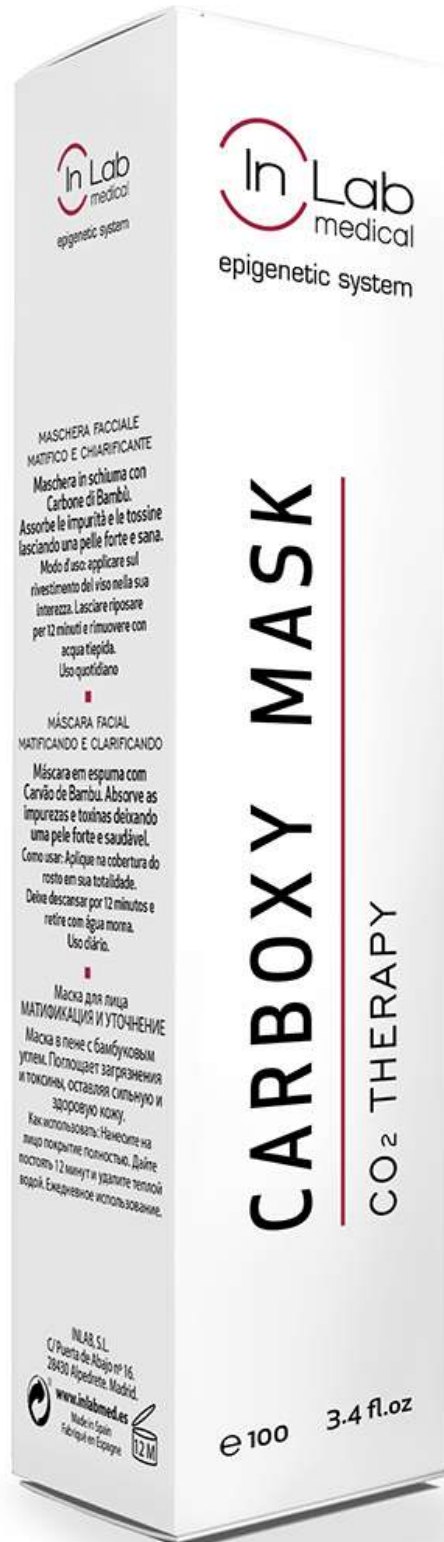 In Lab
medical
epigenetic system
MASCHERA FACCIALE
MATIFICO E CHIARIFICANTE
Maschera in schiuma con
Carbone di Bambù.
Assorbe le impurità e le tossine
lasciando una pelle forte e sana.
Modo d'uso: applicare sul
rivestimento del viso nella sua
interezza. Lasciare riposare
per 12 minuti e rimuovere con
acqua tiepida.
Uso quotidiano
MÁSCARA FACIAL
MATIFICANDO E CLARIFICANDO
Máscara em espuma com
Carvão de Bambu. Absorve as
impurezas e toxinas deixando
uma pele forte e saudável.
Como usar: Aplique na cobertura do
rosto em sua totalidade.
Deixe descansar por 12 minutos e
retire com água morna.
Uso diário.
Маска для лица
МАТИФИКАЦИЯ И УТОЧНЕНИЕ
Маска в пене с бамбуковым
углем. Поглощает загрязнения
и токсины, оставляя сильную и
здоровую кожу.
Как использовать: Нанесите на
лицо покрытие полностью. Дайте
постоять 12 минут и удалите теплой
водой. Ежедневное использование.
INLAB, S.L.
C/ Puerta de Abajo nº 16.
28430 Alpedrete. Madrid.
www.inlabmed.es
Made in Spain
Fabriqué en Espagne
12 M
In Lab
medical
epigenetic system
CARBOXY MASK
CO₂ THERAPY
e 100 3.4 fl.oz